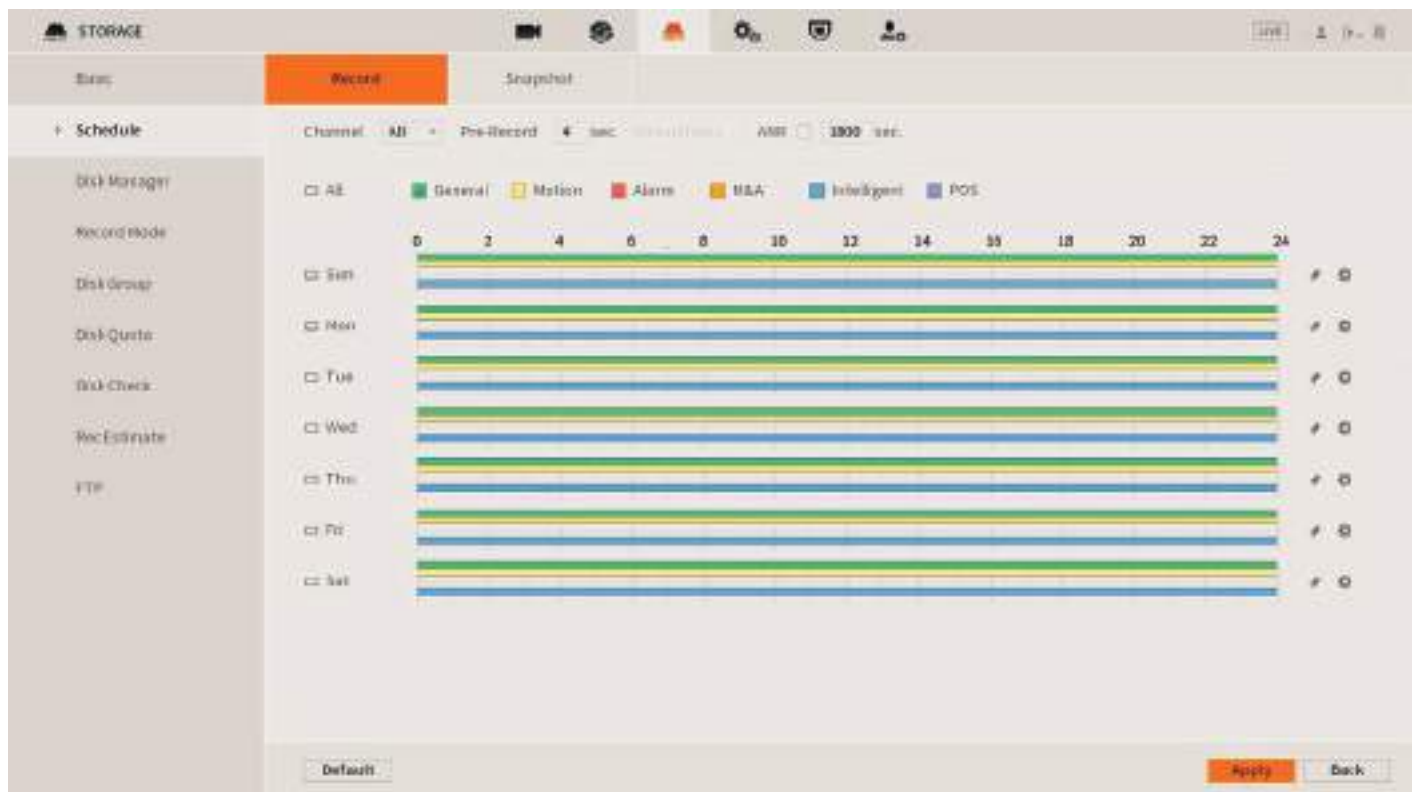 STORAGE
LIVE
Basic
Record
Snapshot
Schedule
Channel All Pre-Record 4 sec. ANR 1800 sec.
Disk Manager
All General Motion Alarm M&A Intelligent POS
Record Mode
0 2 4 6 8 10 12 14 16 18 20 22 24
Sun
Disk Group
Mon
Disk Quota
Tue
Disk Check
Wed
Rec Estimate
Thu
FTP
Fri
Sat
Default
Apply
Back